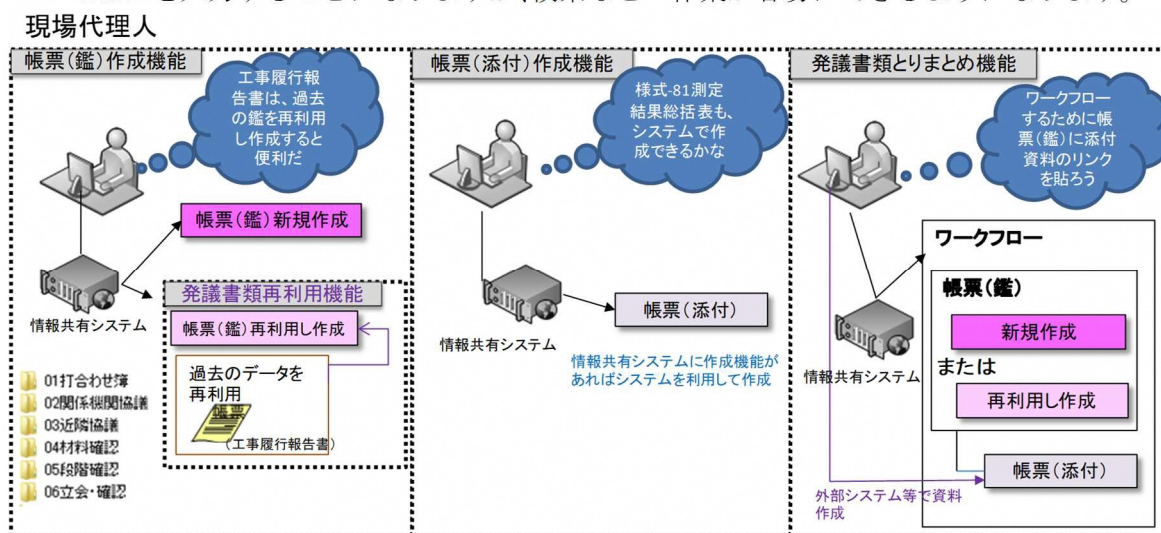 現場代理人
帳票(鑑)作成機能
工事履行報
告書は、過去
の鑑を再利用
し作成すると
便利だ
帳票(鑑)新規作成
情報共有システム
発議書類再利用機能
帳票(鑑)再利用し作成
過去のデータを
再利用
帳票
(工事履行報告書)
01打合わせ簿
02関係機関協議
03近隣協議
04材料確認
05段階確認
06立会・確認
帳票(添付)作成機能
様式-81測定
結果総括表も、
システムで作
成できるかな
情報共有システム
帳票(添付)
情報共有システムに作成機能が
あればシステムを利用して作成
発議書類とりまとめ機能
ワークフロー
するために帳
票(鑑)に添付
資料のリンク
を貼ろう
情報共有システム
ワークフロー
帳票(鑑)
新規作成
または
再利用し作成
帳票(添付)
外部システム等で資料
作成